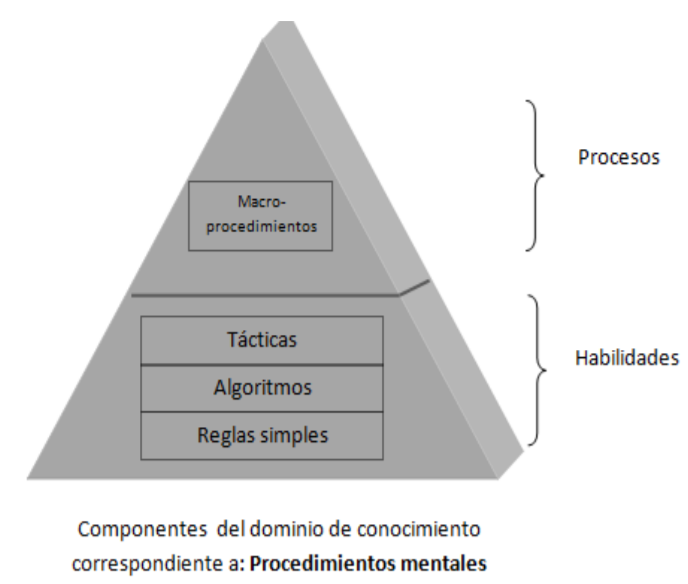 Procesos
Macro-
procedimientos
Habilidades
Tácticas
Algoritmos
Reglas simples
Componentes del dominio de conocimiento
correspondiente a: Procedimientos mentales